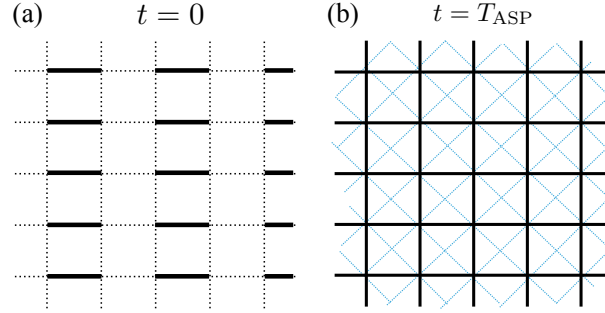 (a) t = 0
(b) t = T_ASP